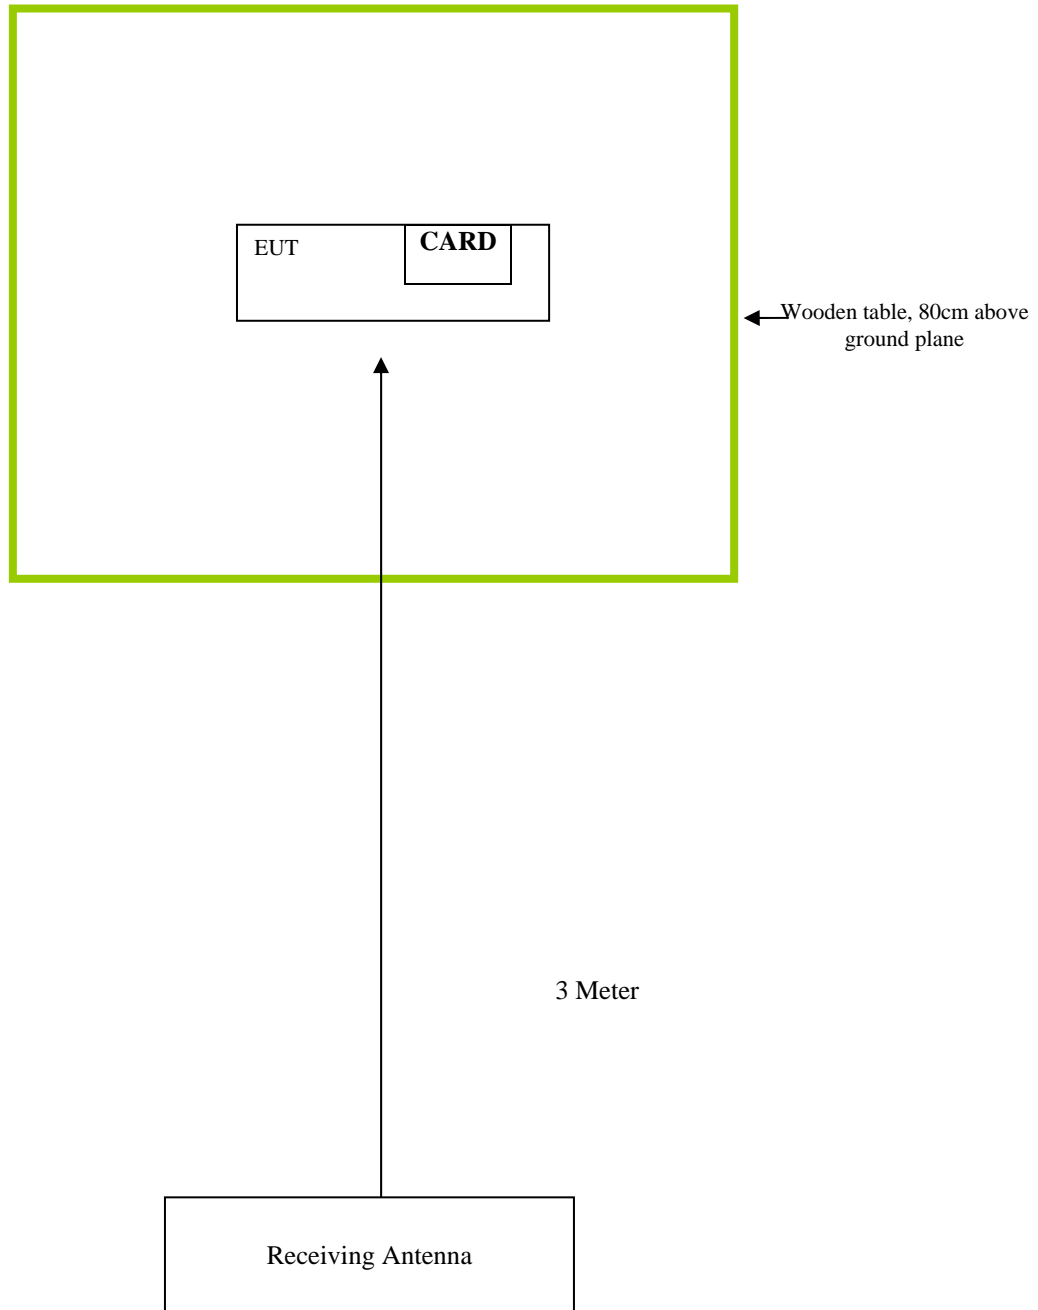 EUT
CARD
Wooden table, 80cm above
ground plane
3 Meter
Receiving Antenna